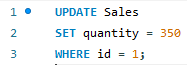 1 UPDATE Sales
2 SET quantity = 350
3 WHERE id = 1;